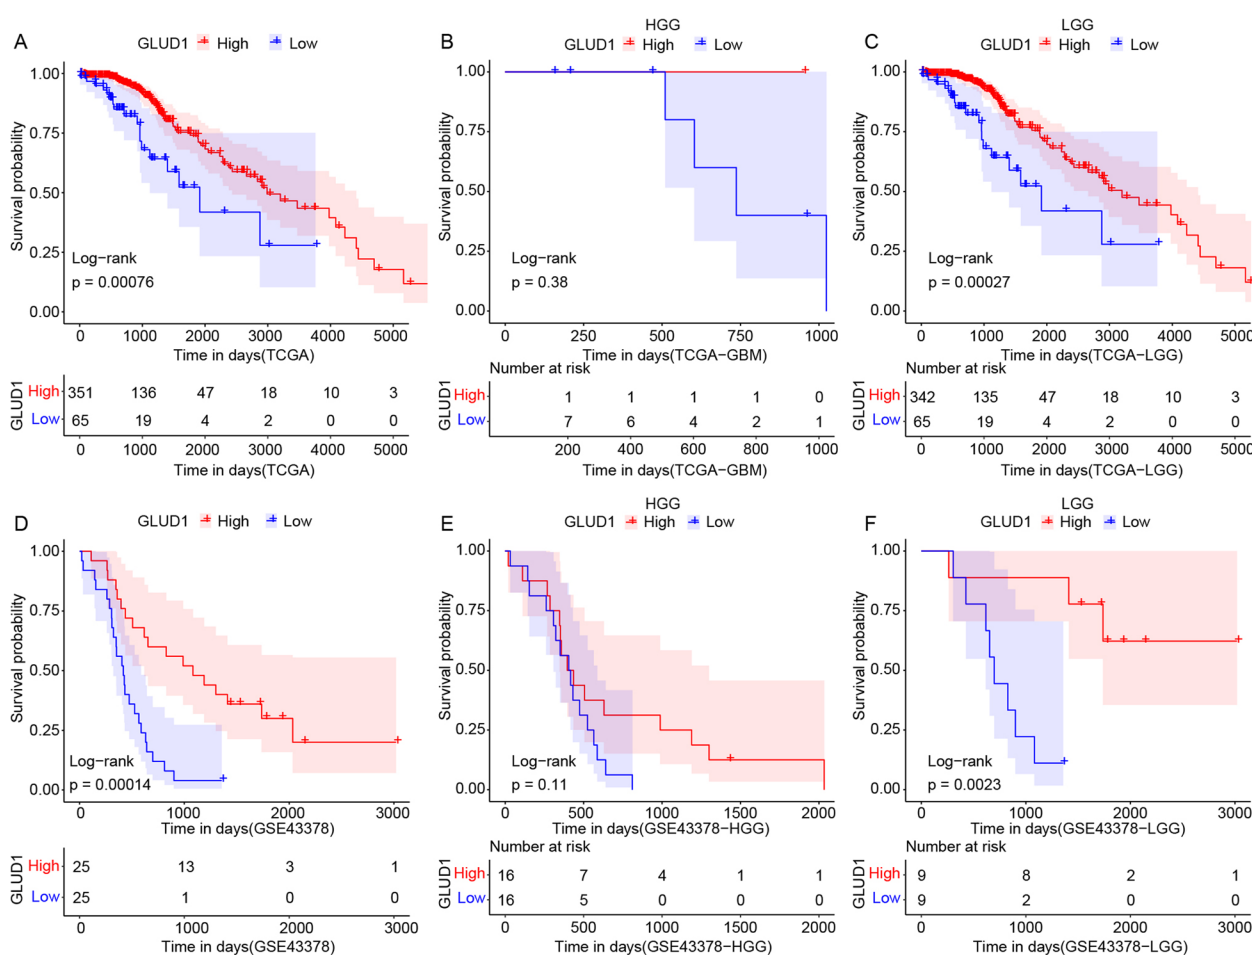 A
GLUD1 High Low
1.00
0.75
0.50
0.25
0.00
Survival probability
Log−rank
p = 0.00076
0 1000 2000 3000 4000 5000
Time in days(TCGA)
GLUD1
High 351 136 47 18 10 3
Low 65 19 4 2 0 0
0 1000 2000 3000 4000 5000
Time in days(TCGA)
B
HGG
GLUD1 High Low
1.00
0.75
0.50
0.25
0.00
Survival probability
Log−rank
p = 0.38
0 250 500 750 1000
Time in days(TCGA−GBM)
Number at risk
GLUD1
High 1 1 1 1 0
Low 7 6 4 2 1
200 400 600 800 1000
Time in days(TCGA−GBM)
C
LGG
GLUD1 High Low
1.00
0.75
0.50
0.25
0.00
Survival probability
Log−rank
p = 0.00027
0 1000 2000 3000 4000 5000
Time in days(TCGA−LGG)
Number at risk
GLUD1
High 342 135 47 18 10 3
Low 65 19 4 2 0 0
0 1000 2000 3000 4000 5000
Time in days(TCGA−LGG)
D
GLUD1 High Low
1.00
0.75
0.50
0.25
0.00
Survival probability
Log−rank
p = 0.00014
0 1000 2000 3000
Time in days(GSE43378)
GLUD1
High 25 13 3 1
Low 25 1 0 0
0 1000 2000 3000
Time in days(GSE43378)
E
HGG
GLUD1 High Low
1.00
0.75
0.50
0.25
0.00
Survival probability
Log−rank
p = 0.11
0 500 1000 1500 2000
Time in days(GSE43378−HGG)
Number at risk
GLUD1
High 16 7 4 1 1
Low 16 5 0 0 0
0 500 1000 1500 2000
Time in days(GSE43378−HGG)
F
LGG
GLUD1 High Low
1.00
0.75
0.50
0.25
0.00
Survival probability
Log−rank
p = 0.0023
0 1000 2000 3000
Time in days(GSE43378−LGG)
Number at risk
GLUD1
High 9 8 2 1
Low 9 2 0 0
0 1000 2000 3000
Time in days(GSE43378−LGG)